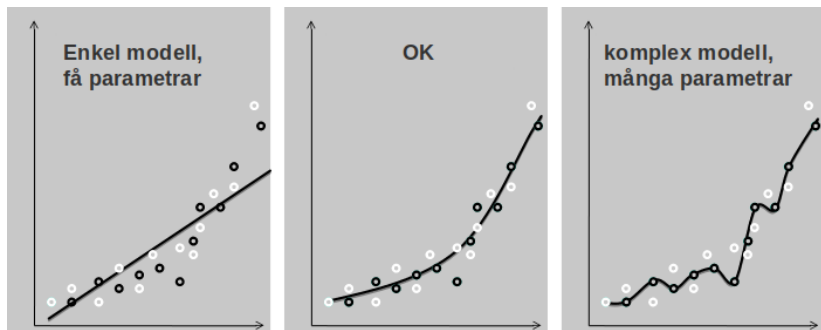 Enkel modell,
få parametrar
OK
komplex modell,
många parametrar